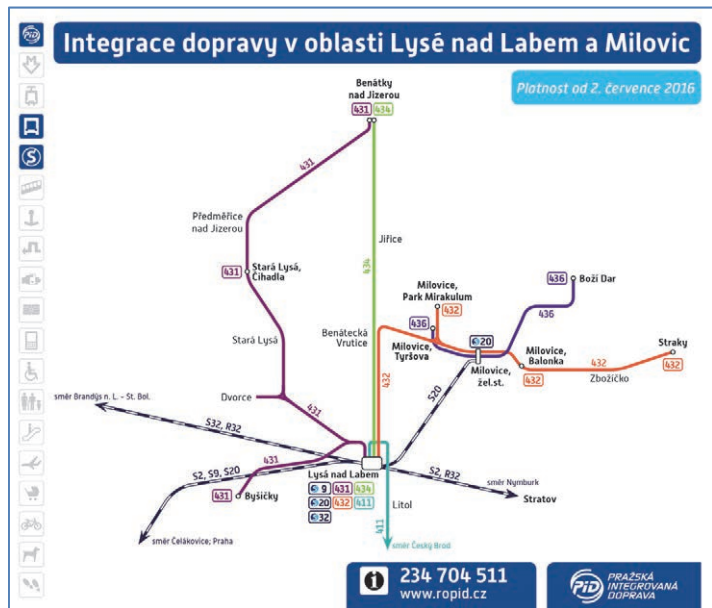 PID
Integrace dopravy v oblasti Lysé nad Labem a Milovic
Platnost od 2. července 2016
Benátky
nad Jizerou
431 434
431
Předměřice
nad Jizerou
Jiřice
431
Stará Lysá,
Čihadla
434
Milovice,
Park Mirakulum
432
436
Boží Dar
436
436
20
Straky
432
Stará Lysá
Benátecká
Vrutice
Milovice,
Tyršova
Milovice,
žel.st.
Milovice,
Balonka
432
432
Zbožíčko
432
S20
Dvorce
431
směr Brandýs n. L. - St. Bol.
S32, R32
431
S2, S9, S20
431
Byšičky
Lysá nad Labem
9 431 434
20 432 411
32
S2, R32
směr Nymburk
Stratov
Litol
411
směr Čelákovice; Praha
směr Český Brod
234 704 511
www.ropid.cz
PID
PRAŽSKÁ
INTEGROVANÁ
DOPRAVA